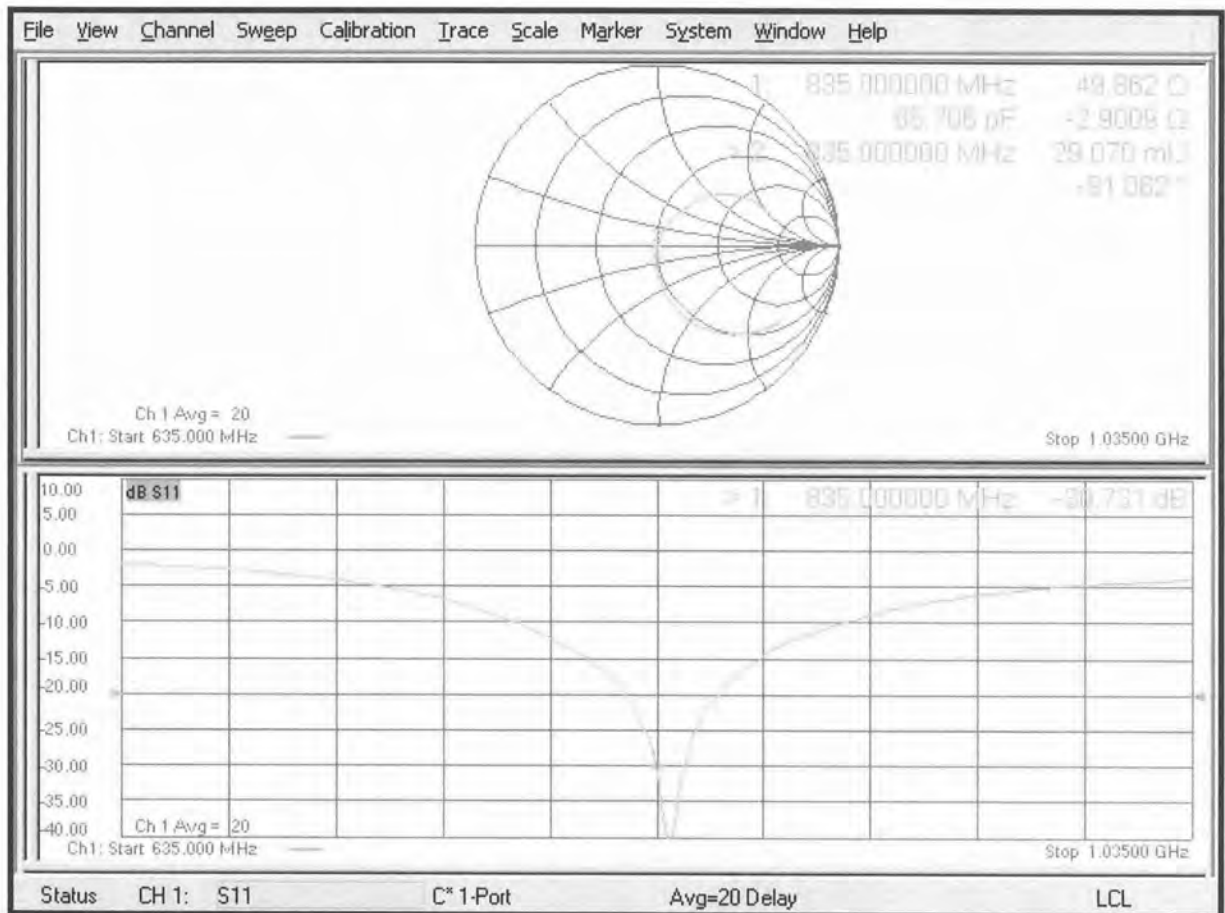 File View Channel Sweep Calibration Trace Scale Marker System Window Help
1: 835.000000 MHz 49.862 Ω
65.706 pF -2.9009 Ω
> 2: 835.000000 MHz 29.070 mU
-91.062 °
Ch 1 Avg = 20
Ch1: Start 635.000 MHz
Stop 1.03500 GHz
10.00
dB S11
> 1: 835.000000 MHz -30.731 dB
5.00
0.00
-5.00
-10.00
-15.00
-20.00
-25.00
-30.00
-35.00
-40.00
Ch 1 Avg = 20
Ch1: Start 635.000 MHz
Stop 1.03500 GHz
Status CH 1: S11 C* 1-Port Avg=20 Delay LCL